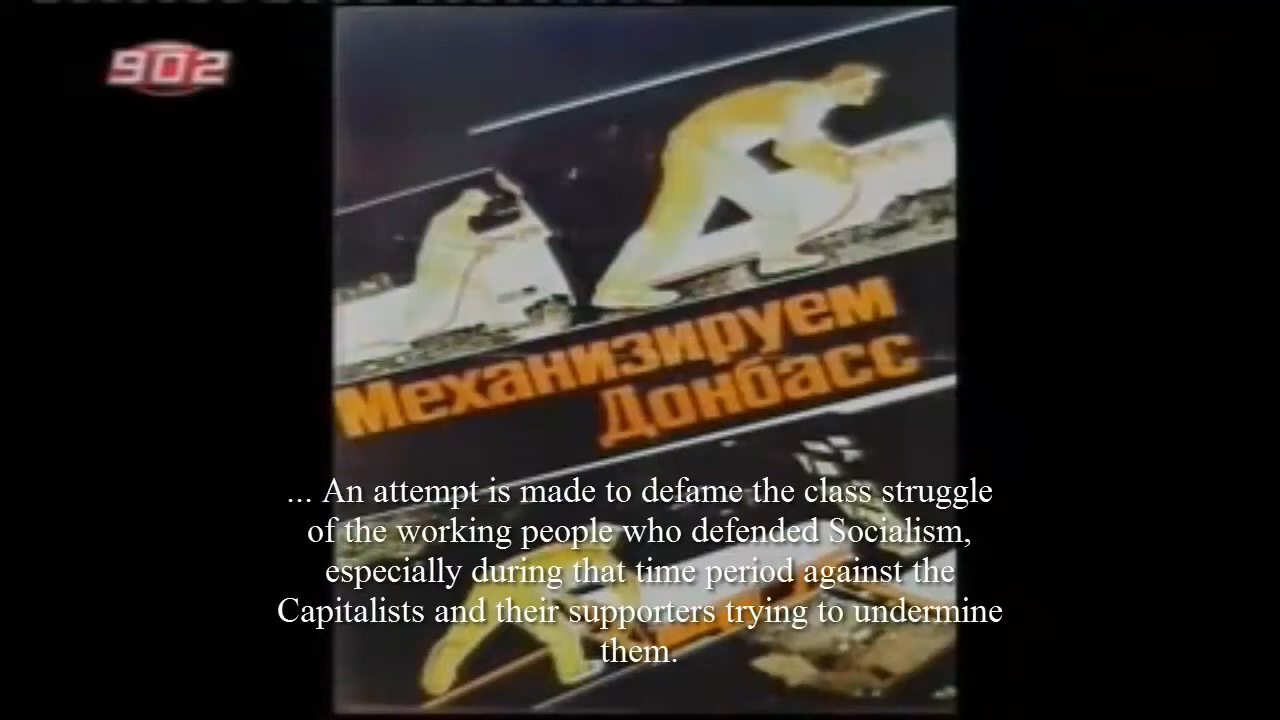 902
Механизируем
Донбасс
... An attempt is made to defame the class struggle
of the working people who defended Socialism,
especially during that time period against the
Capitalists and their supporters trying to undermine
them.